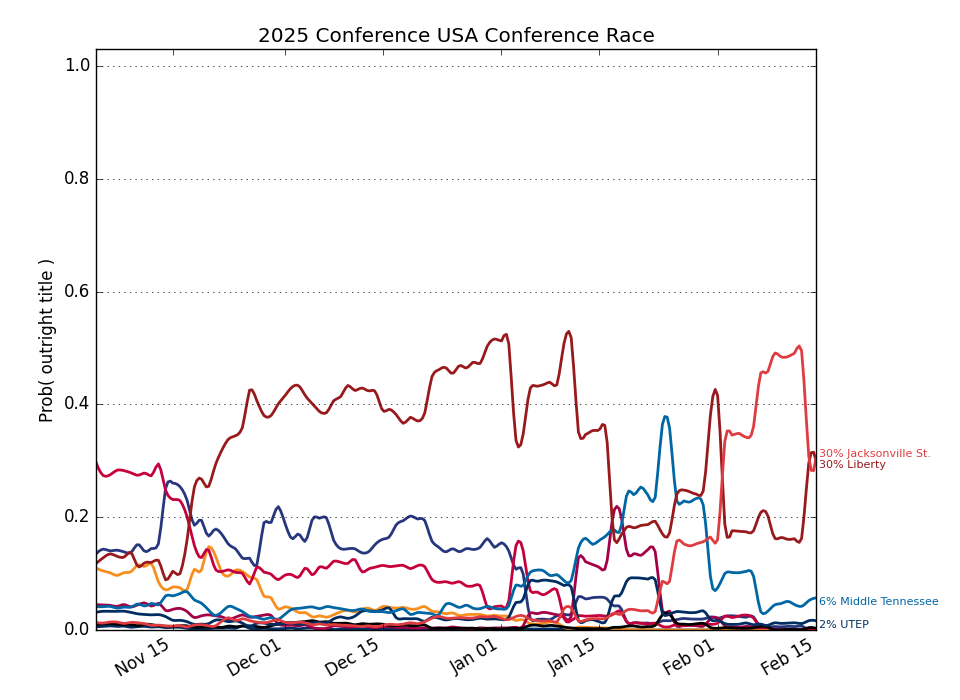 2025 Conference USA Conference Race
Prob( outright title )
1.0
0.8
0.6
0.4
0.2
0.0
30% Jacksonville St.
30% Liberty
6% Middle Tennessee
2% UTEP
Nov 15
Dec 01
Dec 15
Jan 01
Jan 15
Feb 01
Feb 15